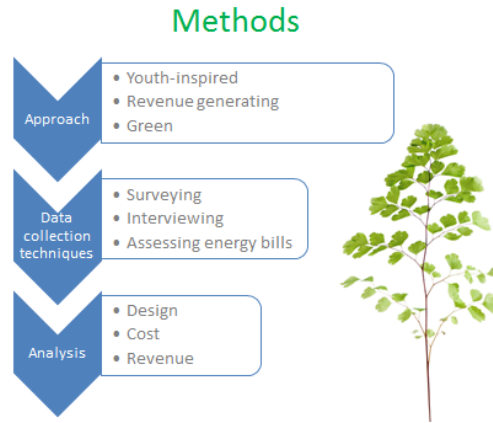 Methods
Approach
• Youth-inspired
• Revenue generating
• Green
Data
collection
techniques
• Surveying
• Interviewing
• Assessing energy bills
Analysis
• Design
• Cost
• Revenue